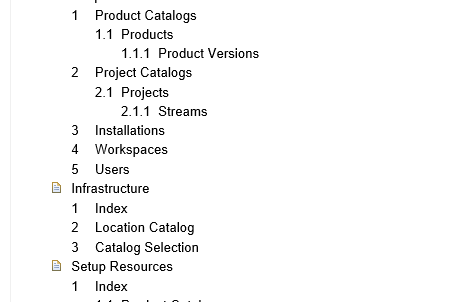 1 Product Catalogs
1.1 Products
1.1.1 Product Versions
2 Project Catalogs
2.1 Projects
2.1.1 Streams
3 Installations
4 Workspaces
5 Users
Infrastructure
1 Index
2 Location Catalog
3 Catalog Selection
Setup Resources
1 Index